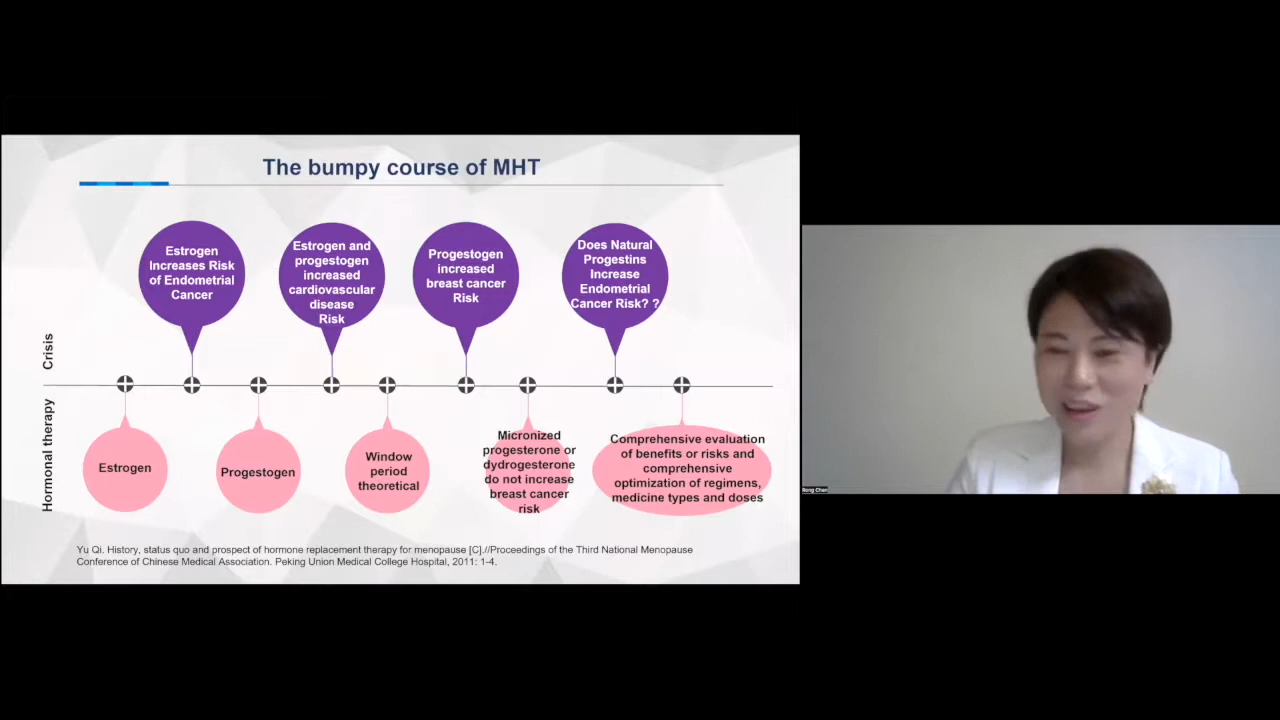 The bumpy course of MHT
Estrogen
Increases Risk
of Endometrial
Cancer
Estrogen and
progestogen
increased
cardiovascular
disease
Risk
Progestogen
increased
breast cancer
Risk
Does Natural
Progestins
Increase
Endometrial
Cancer Risk? ?
Crisis
Hormonal therapy
Estrogen
Progestogen
Window
period
theoretical
Micronized
progesterone or
dydrogesterone
do not increase
breast cancer
risk
Comprehensive evaluation
of benefits or risks and
comprehensive
optimization of regimens,
medicine types and doses
Yu Qi. History, status quo and prospect of hormone replacement therapy for menopause [C].//Proceedings of the Third National Menopause
Conference of Chinese Medical Association. Peking Union Medical College Hospital, 2011: 1-4.
Rong Chen